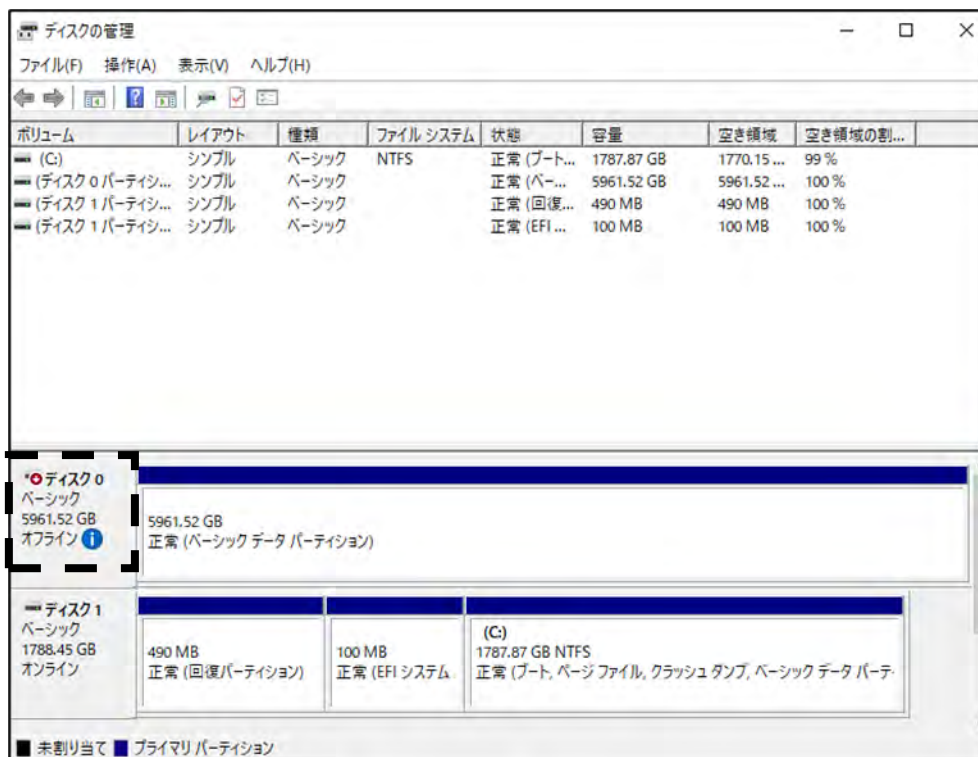 ディスクの管理
ファイル(F) 操作(A) 表示(V) ヘルプ(H)
ボリューム レイアウト 種類 ファイル システム 状態 容量 空き領域 空き領域の割...
(C:) シンプル ベーシック NTFS 正常 (ブート... 1787.87 GB 1770.15 ... 99 %
(ディスク 0 パーティシ... シンプル ベーシック 正常 (ベー... 5961.52 GB 5961.52 ... 100 %
(ディスク 1 パーティシ... シンプル ベーシック 正常 (回復... 490 MB 490 MB 100 %
(ディスク 1 パーティシ... シンプル ベーシック 正常 (EFI ... 100 MB 100 MB 100 %
ディスク 0
ベーシック
5961.52 GB
オフライン
5961.52 GB
正常 (ベーシック データ パーティション)
ディスク 1
ベーシック
1788.45 GB
オンライン
490 MB
正常 (回復パーティション)
100 MB
正常 (EFI システム
(C:)
1787.87 GB NTFS
正常 (ブート, ページ ファイル, クラッシュ ダンプ, ベーシック データ パーテ
未割り当て プライマリ パーティション